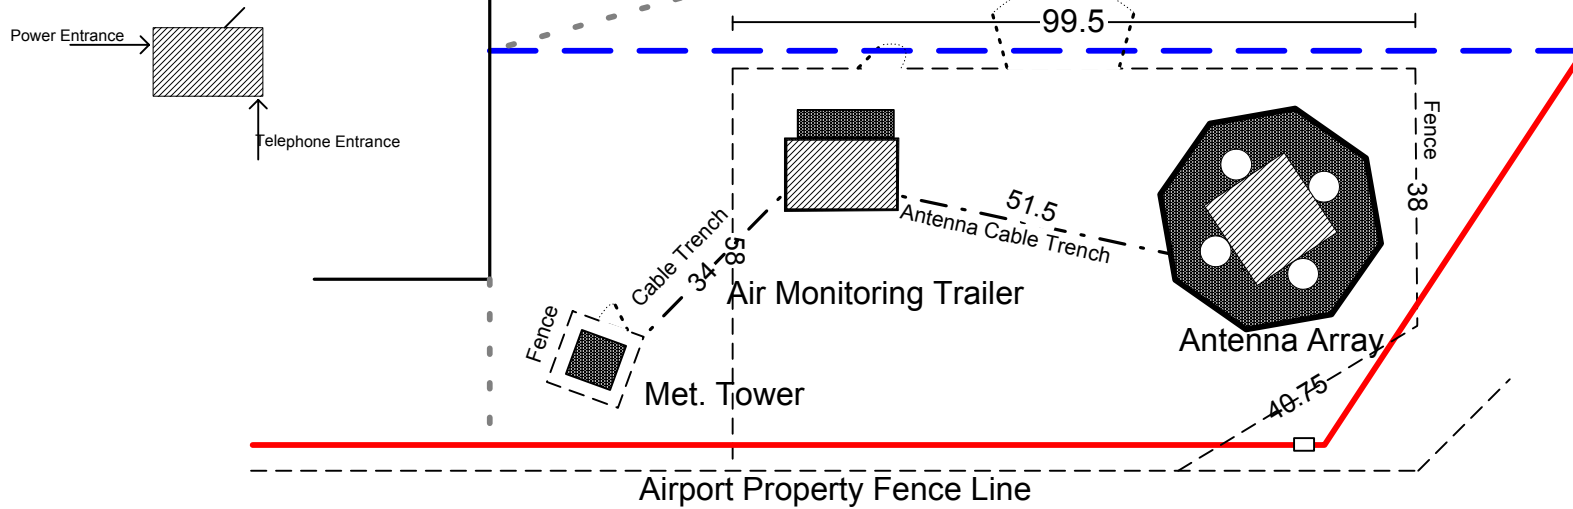 99.5
Power Entrance
Telephone Entrance
Fence
38
51.5
Antenna Cable Trench
Cable Trench
34
58
Air Monitoring Trailer
Fence
Antenna Array
Met. Tower
40.75
Airport Property Fence Line